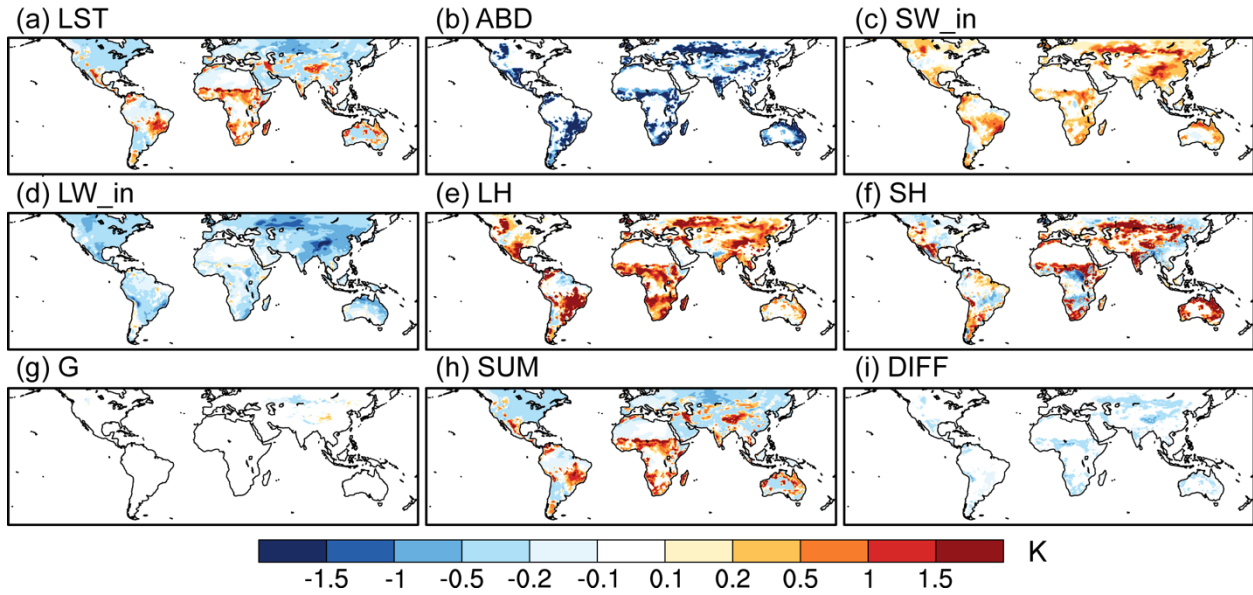 (a) LST (b) ABD (c) SW_in
(d) LW_in (e) LH (f) SH
(g) G (h) SUM (i) DIFF
K
-1.5 -1 -0.5 -0.2 -0.1 0.1 0.2 0.5 1 1.5